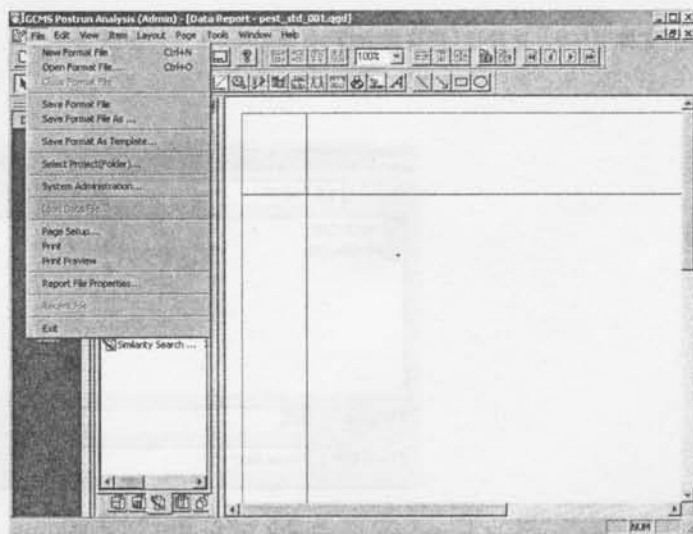 GCMS Postrun Analysis (Admin) - [Data Report - pest_std_001.qgd]
File Edit View Item Layout Page Tools Window Help
New Format File Ctrl+N
Open Format File... Ctrl+O
Close Format File
Save Format File
Save Format File As ...
Save Format As Template...
Select Project(Folder)...
System Administration...
Load Data File...
Page Setup...
Print
Print Preview
Report File Properties...
Recent File
Exit
100%
Similarity Search ...
NUM